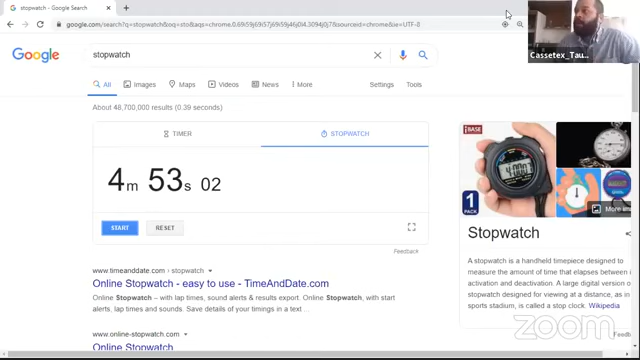 stopwatch - Google Search
google.com/search?q=stopwatch&oq=sto&aqs=chrome.0.69i59j69i57j69i59j46j014.3094j0j7&sourceid=chrome&ie=UTF-8
Cassetex_Tau...
Google
stopwatch
All
Images
Maps
Videos
News
More
Settings
Tools
About 48,700,000 results (0.39 seconds)
TIMER
STOPWATCH
4m 53s 02
START
RESET
Feedback
www.timeanddate.com › stopwatch
Online Stopwatch - easy to use - TimeAndDate.com
Online Stopwatch – with lap times, sound alerts & results export. Online Stopwatch, with start
alerts, lap times and sounds. Save details of your timings in a text ...
www.online-stopwatch.com
Online Stopwatch
iBASE
1
PACK
More im
Stopwatch
A stopwatch is a handheld timepiece designed to
measure the amount of time that elapses between i
activation and deactivation. A large digital version o
stopwatch designed for viewing at a distance, as in
sports stadium, is called a stop clock. Wikipedia
Feedb
zoom